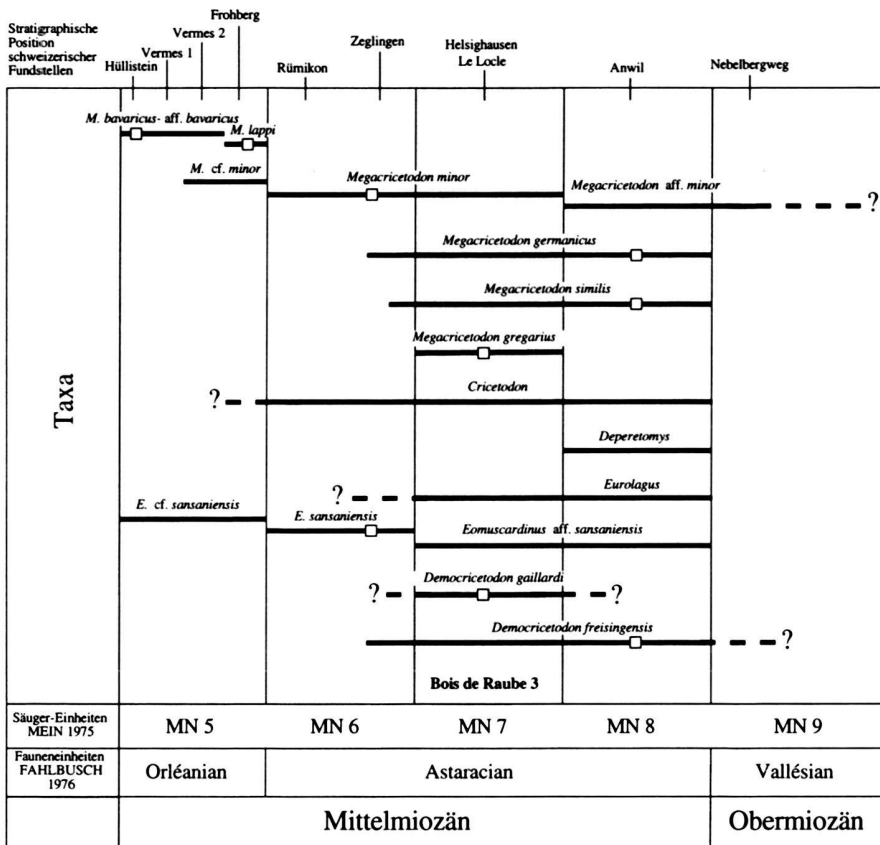 Stratigraphische
Position
schweizerischer
Fundstellen
Hüllistein
Vermes 1
Vermes 2
Frohberg
Rümikon
Zeglingen
Helsighausen
Le Locle
Anwil
Nebelbergweg
Taxa
M. bavaricus- aff. bavaricus
M. lappi
M. cf. minor
Megacricetodon minor
Megacricetodon aff. minor
?
Megacricetodon germanicus
Megacricetodon similis
Megacricetodon gregarius
? Cricetodon
Deperetomys
? Eurolagus
E. cf. sansaniensis
E. sansaniensis
Eomuscardinus aff. sansaniensis
? Democricetodon gaillardi ?
Democricetodon freisingensis ?
Bois de Raube 3
Säuger-Einheiten
MEIN 1975
MN 5 MN 6 MN 7 MN 8 MN 9
Fauneneinheiten
FAHLBUSCH
1976
Orléanian Astaracian Vallésian
Mittelmiozän Obermiozän